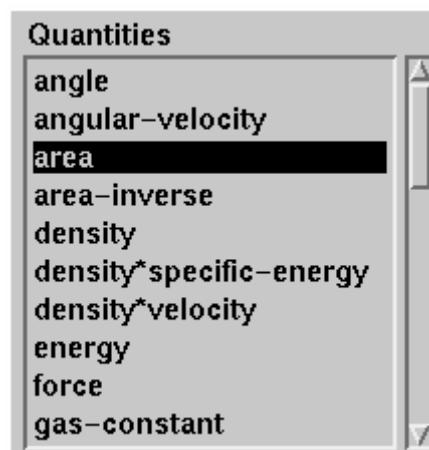 Quantities
angle
angular-velocity
area
area-inverse
density
density*specific-energy
density*velocity
energy
force
gas-constant